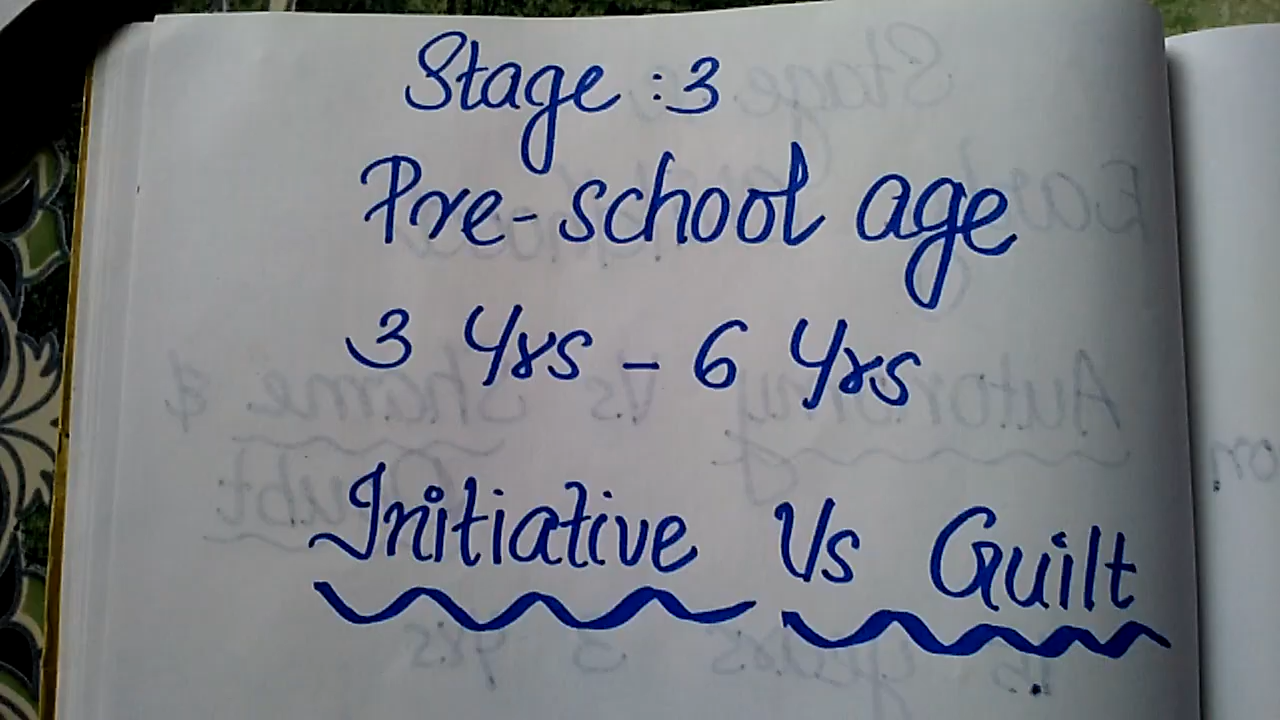 Stage : 3
Pre-school age
3 Yrs - 6 Yrs
Initiative Vs Guilt